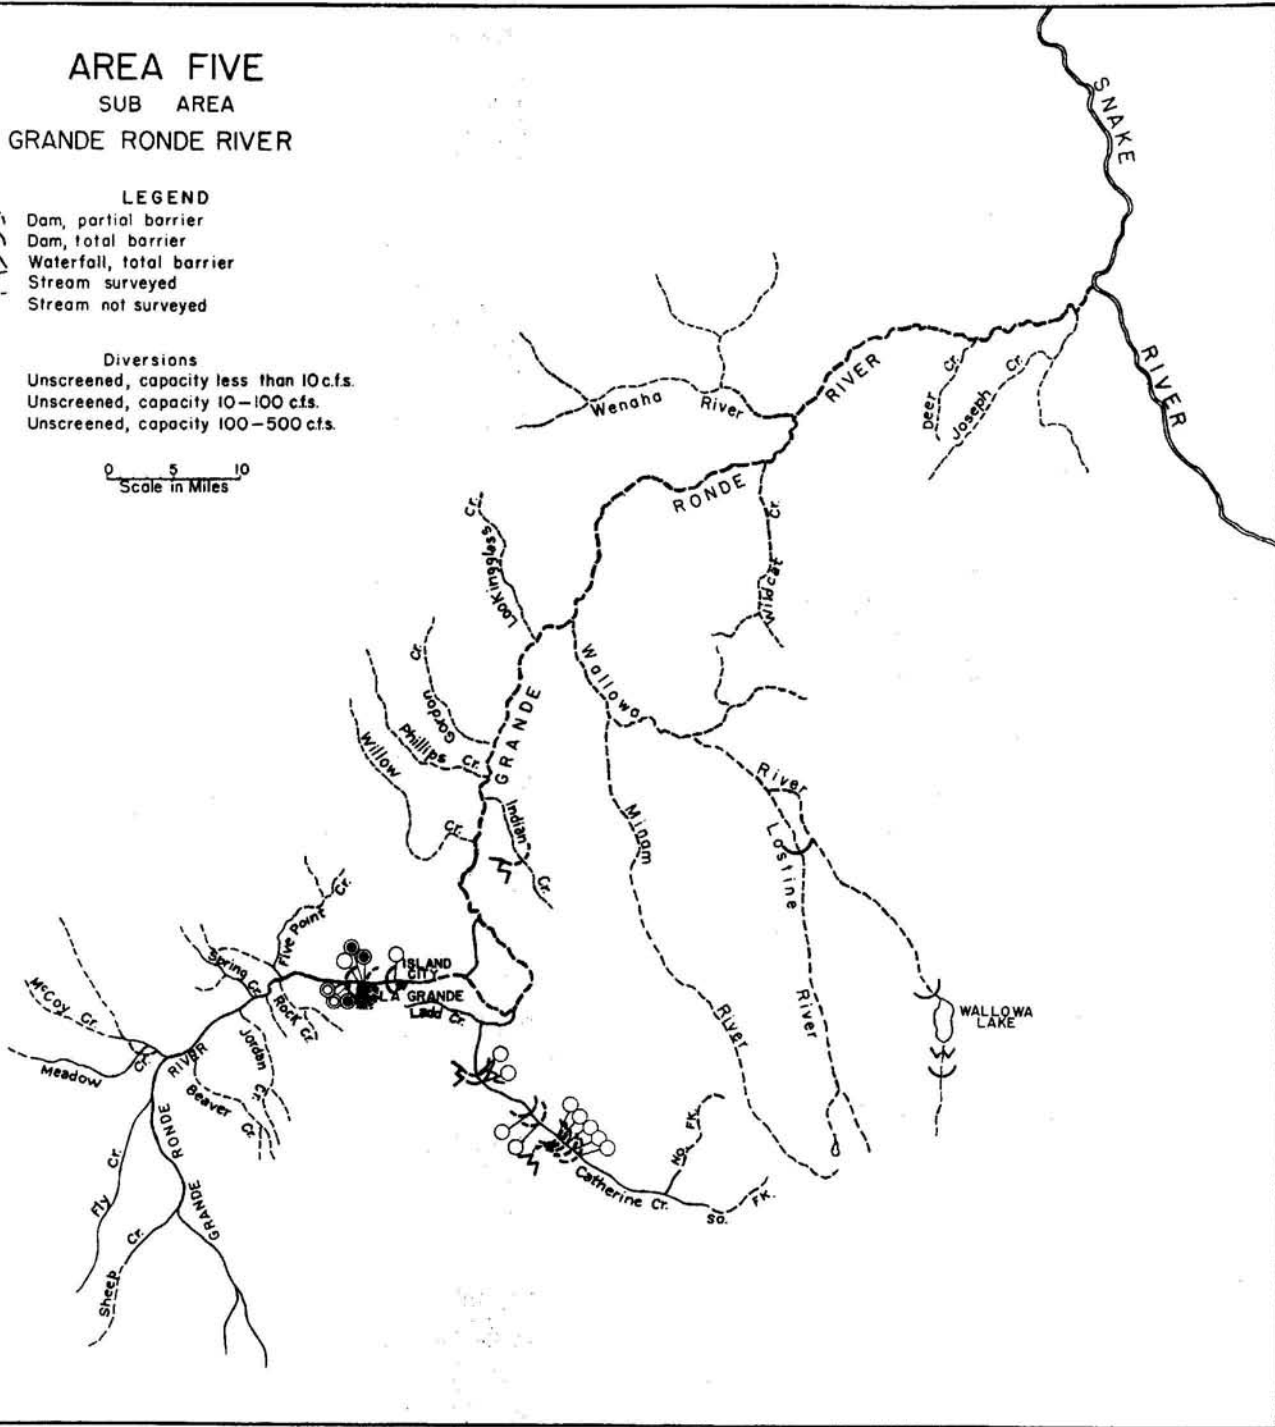 AREA FIVE
SUB AREA
GRANDE RONDE RIVER
LEGEND
Dam, partial barrier
Dam, total barrier
Waterfall, total barrier
Stream surveyed
Stream not surveyed
Diversions
Unscreened, capacity less than 10 c.f.s.
Unscreened, capacity 10-100 c.f.s.
Unscreened, capacity 100-500 c.f.s.
0 5 10
Scale in Miles
SNAKE
RIVER
Wenaha River
RIVER
Deer Cr.
Joseph Cr.
RONDE
Wildcat Cr.
Lookingglass Cr.
Gordon Cr.
Phillips Cr.
Willow Cr.
GRANDE
Wallowa
River
Indian Cr.
Minam
River
Lostine
River
Five Point Cr.
Spring Cr.
Rock Cr.
ISLAND
CITY
LA GRANDE
Ladd Cr.
McCoy Cr.
Meadow Cr.
RIVER
Jordan Cr.
Beaver Cr.
RONDE
GRANDE
Fly Cr.
Sheep Cr.
WALLOWA
LAKE
Catherine Cr.
No. FK.
So. FK.